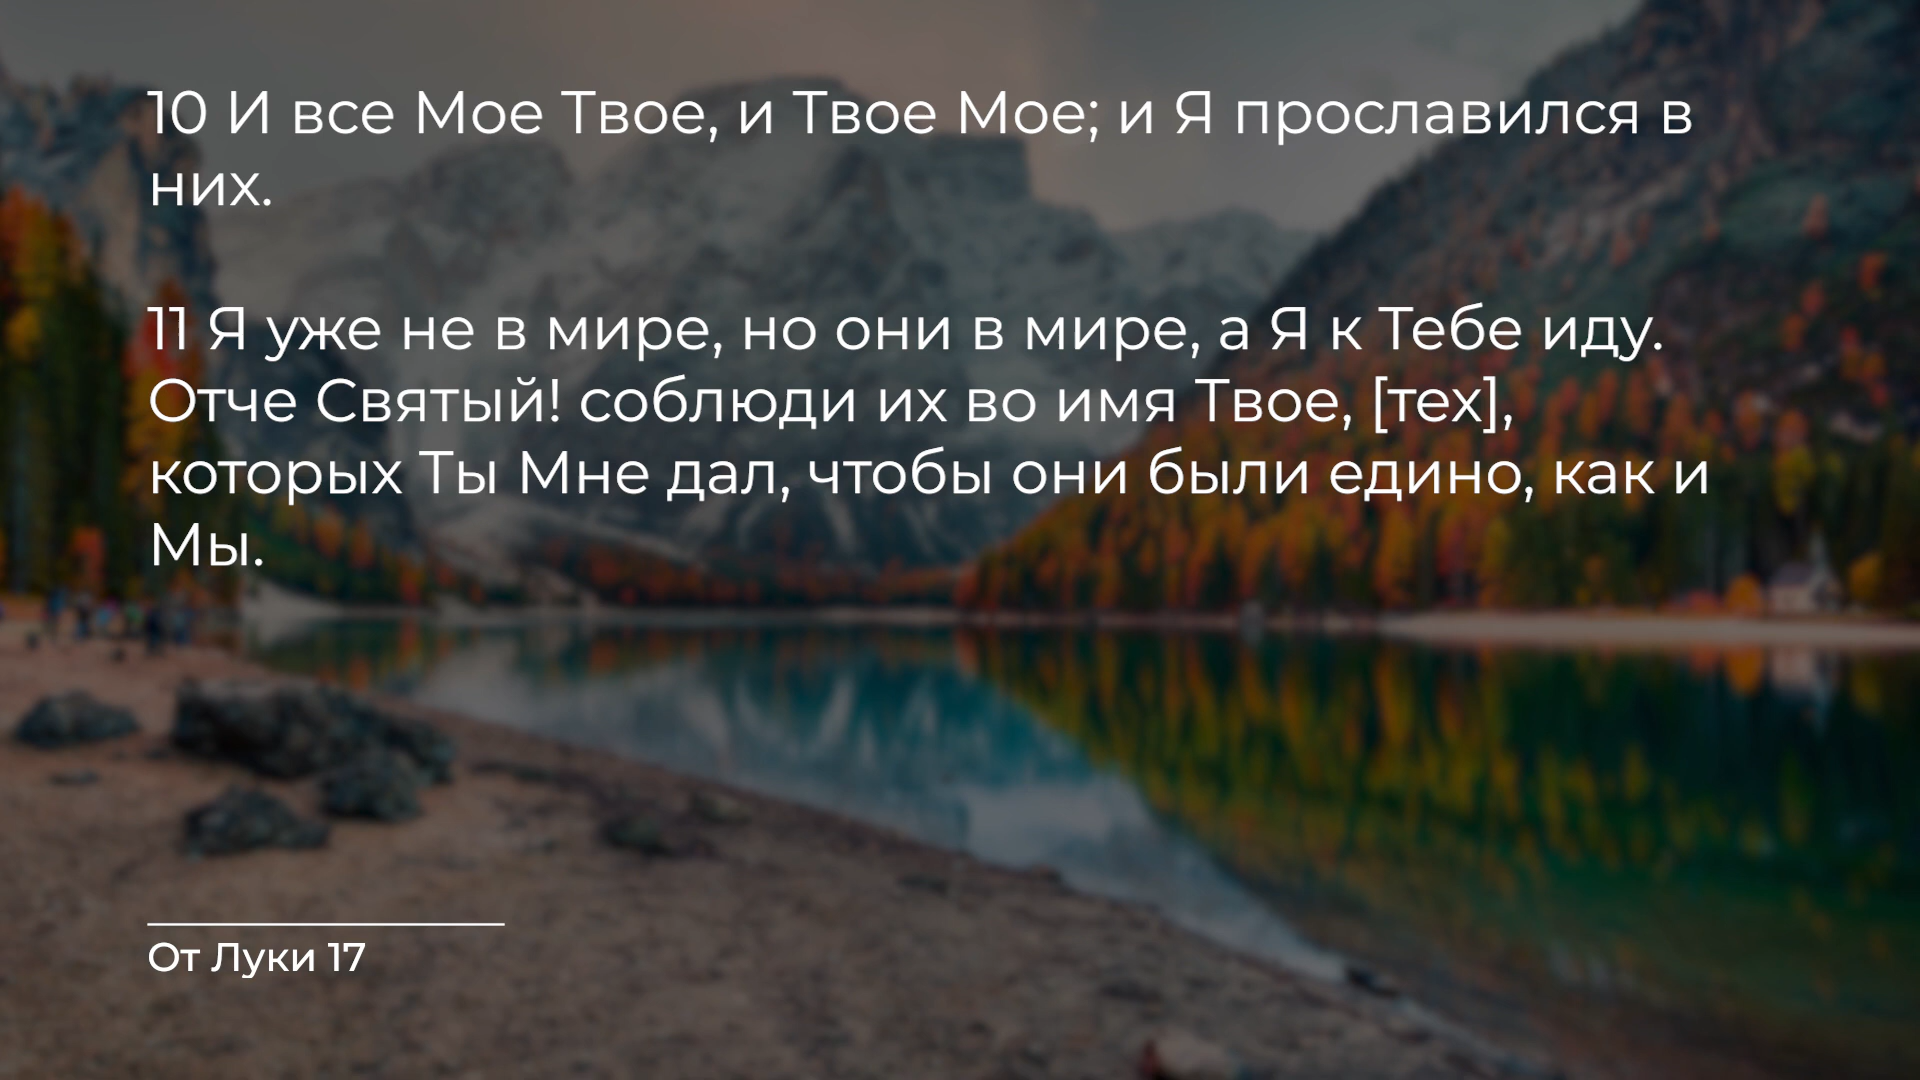 10 И все Мое Твое, и Твое Мое; и Я прославился в
них.
11 Я уже не в мире, но они в мире, а Я к Тебе иду.
Отче Святый! соблюди их во имя Твое, [тех],
которых Ты Мне дал, чтобы они были едино, как и
Мы.
От Луки 17